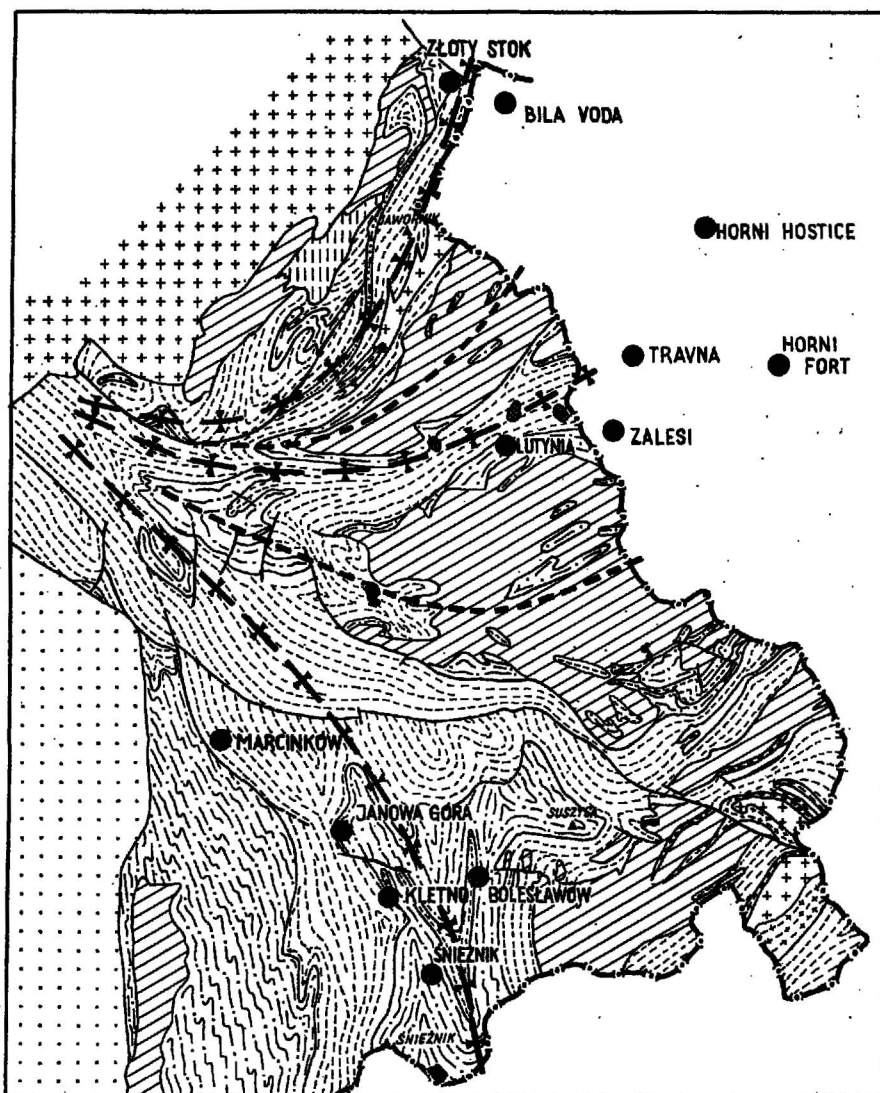 ZŁOTY STOK
BILA VODA
JAWORNIK
HORNI HOSTICE
TRAVNA
HORNI
FORT
LUTYNIA
ZALESI
MARCINKÓW
JANOWA GÓRA
SUSZYCA
KLETNO
BOLESŁAWÓW
ŚNIEŻNIK
ŚNIEŻNIK